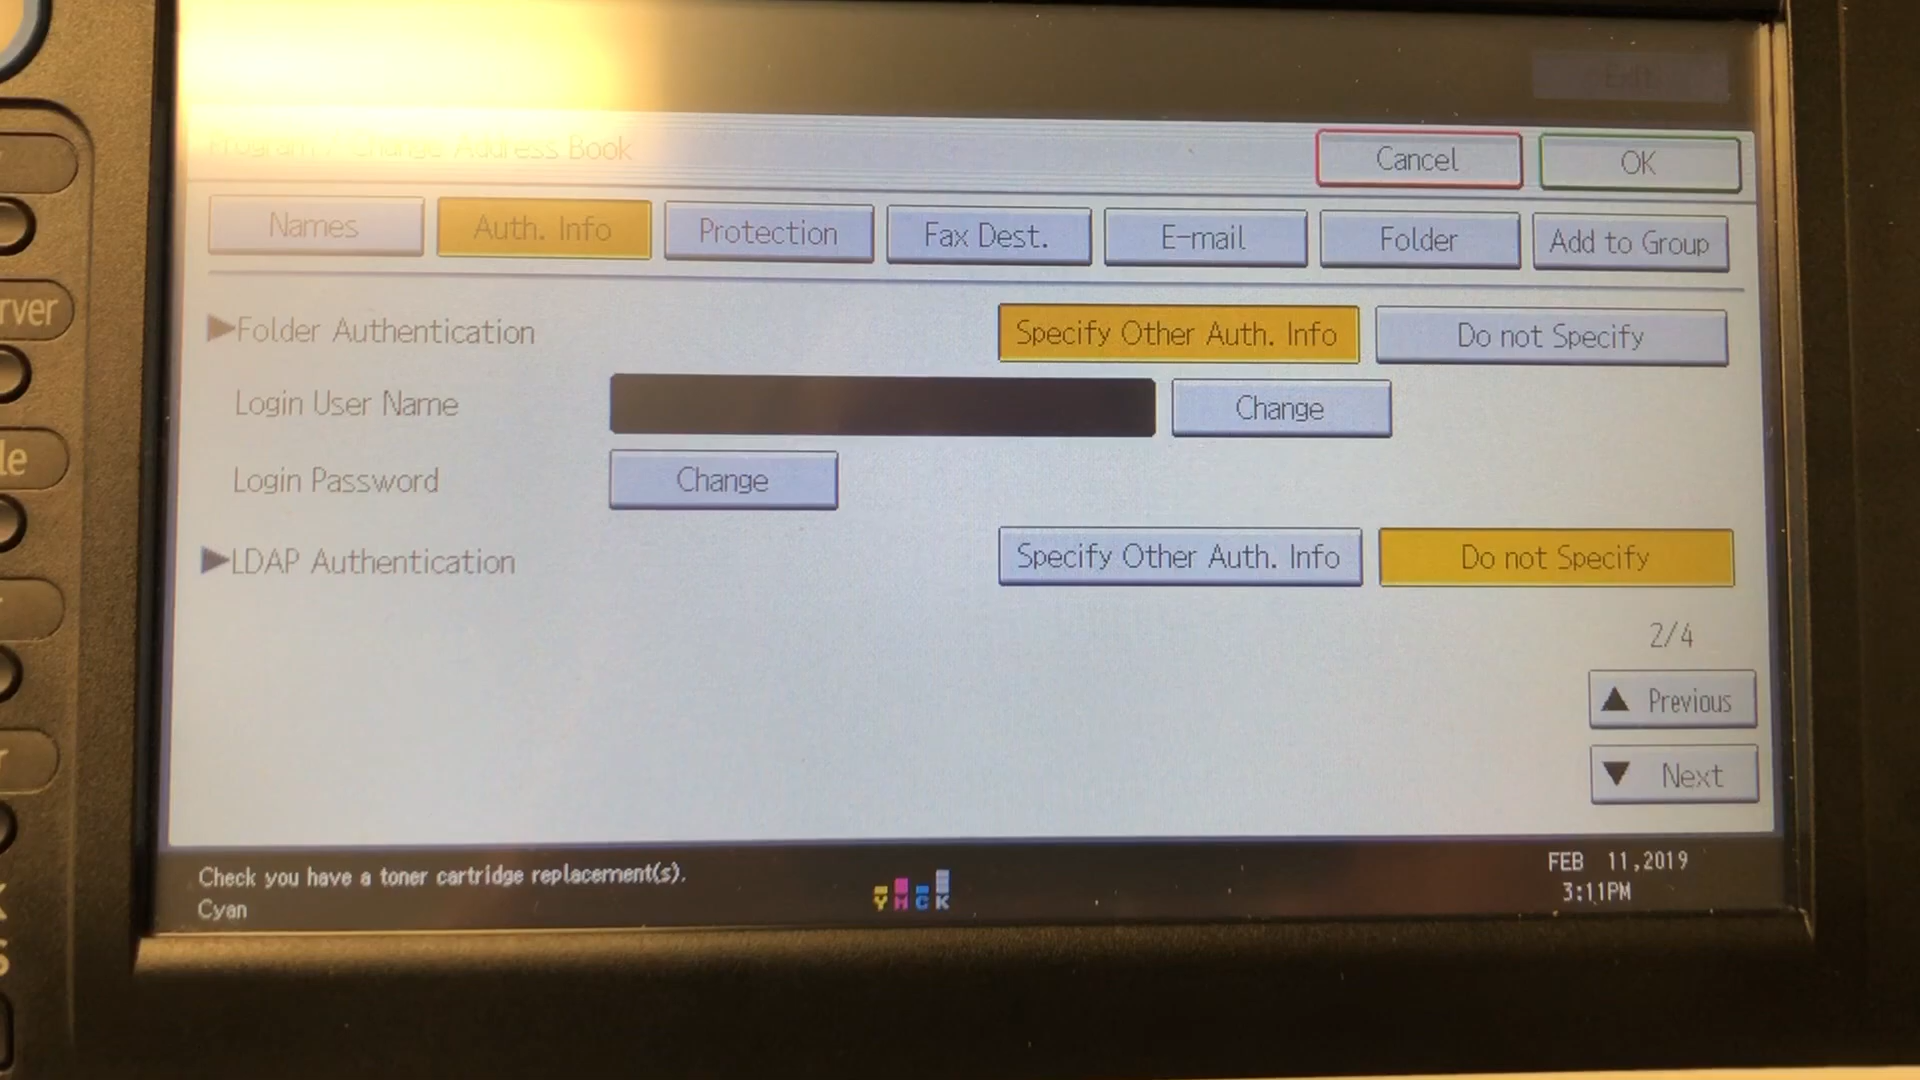 Exit
Program / Change Address Book
Cancel
OK
Names
Auth. Info
Protection
Fax Dest.
E-mail
Folder
Add to Group
▶Folder Authentication
Specify Other Auth. Info
Do not Specify
Login User Name
Change
Login Password
Change
▶LDAP Authentication
Specify Other Auth. Info
Do not Specify
2/4
▲ Previous
▼ Next
Check you have a toner cartridge replacement(s).
Cyan
Y M C K
FEB 11,2019
3:11PM